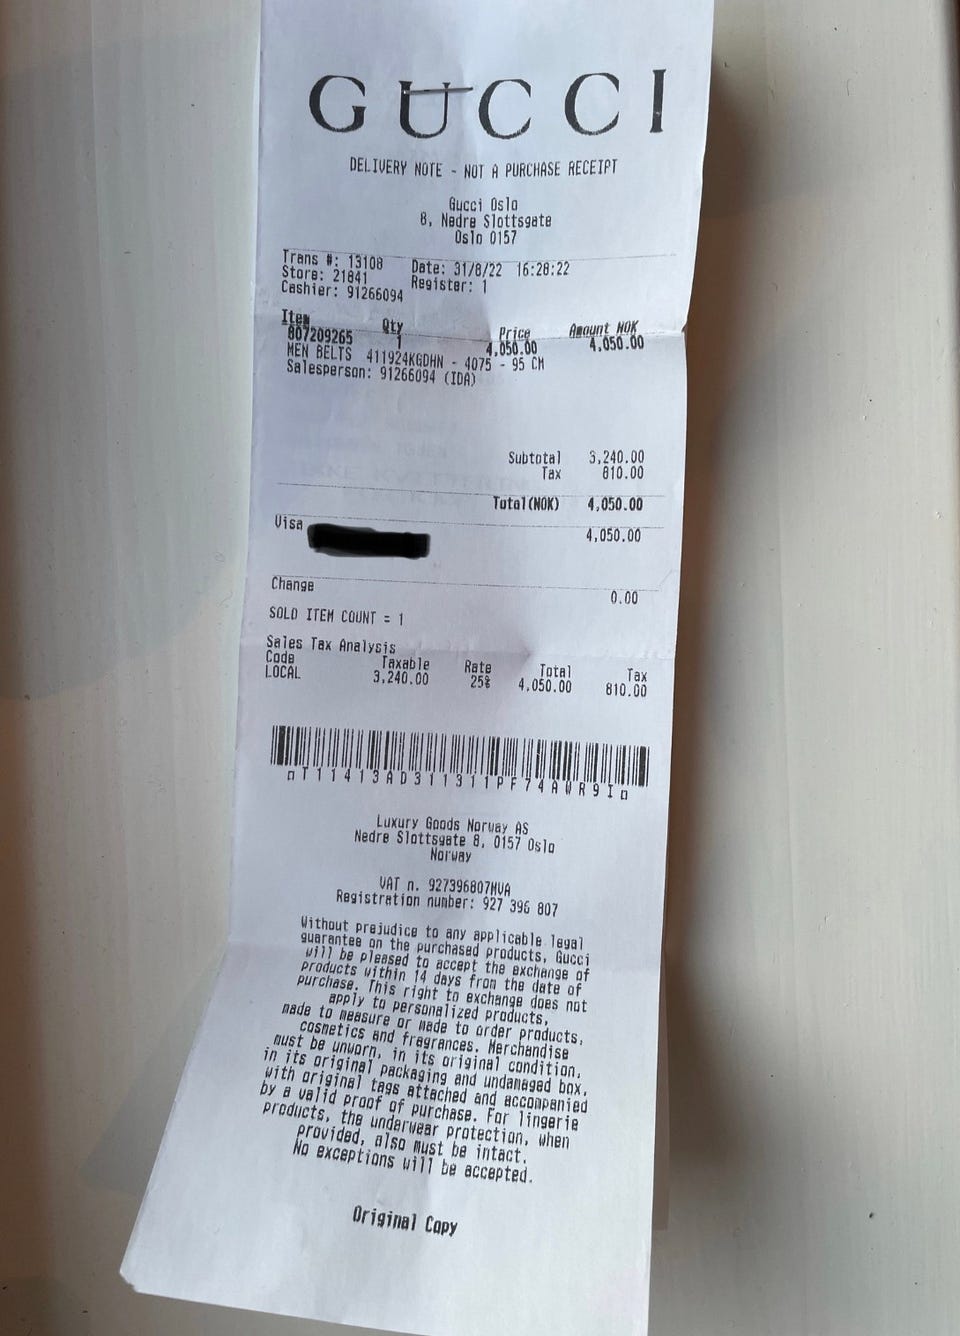 GUCCI
DELIVERY NOTE - NOT A PURCHASE RECEIPT
Gucci Oslo
8, Nedre Slottsgate
Oslo 0157
Trans #: 13108 Date: 31/8/22 16:28:22
Store: 21841 Register: 1
Cashier: 91266094
Item Qty Price Amount NOK
807209265 1 4,050.00 4,050.00
MEN BELTS 411924KGDHN - 4075 - 95 CM
Salesperson: 91266094 (IDA)
Subtotal 3,240.00
Tax 810.00
Total(NOK) 4,050.00
Visa 4,050.00
Change 0.00
SOLD ITEM COUNT = 1
Sales Tax Analysis
Code Taxable Rate Total Tax
LOCAL 3,240.00 25% 4,050.00 810.00
T11413AD311311PF74AWR9I
Luxury Goods Norway AS
Nedre Slottsgate 8, 0157 Oslo
Norway
VAT n. 927396807MVA
Registration number: 927 396 807
Without prejudice to any applicable legal
guarantee on the purchased products, Gucci
will be pleased to accept the exchange of
products within 14 days from the date of
purchase. This right to exchange does not
apply to personalized products,
made to measure or made to order products,
cosmetics and fragrances. Merchandise
must be unworn, in its original condition,
in its original packaging and undamaged box,
with original tags attached and accompanied
by a valid proof of purchase. For lingerie
products, the underwear protection, when
provided, also must be intact.
No exceptions will be accepted.
Original Copy